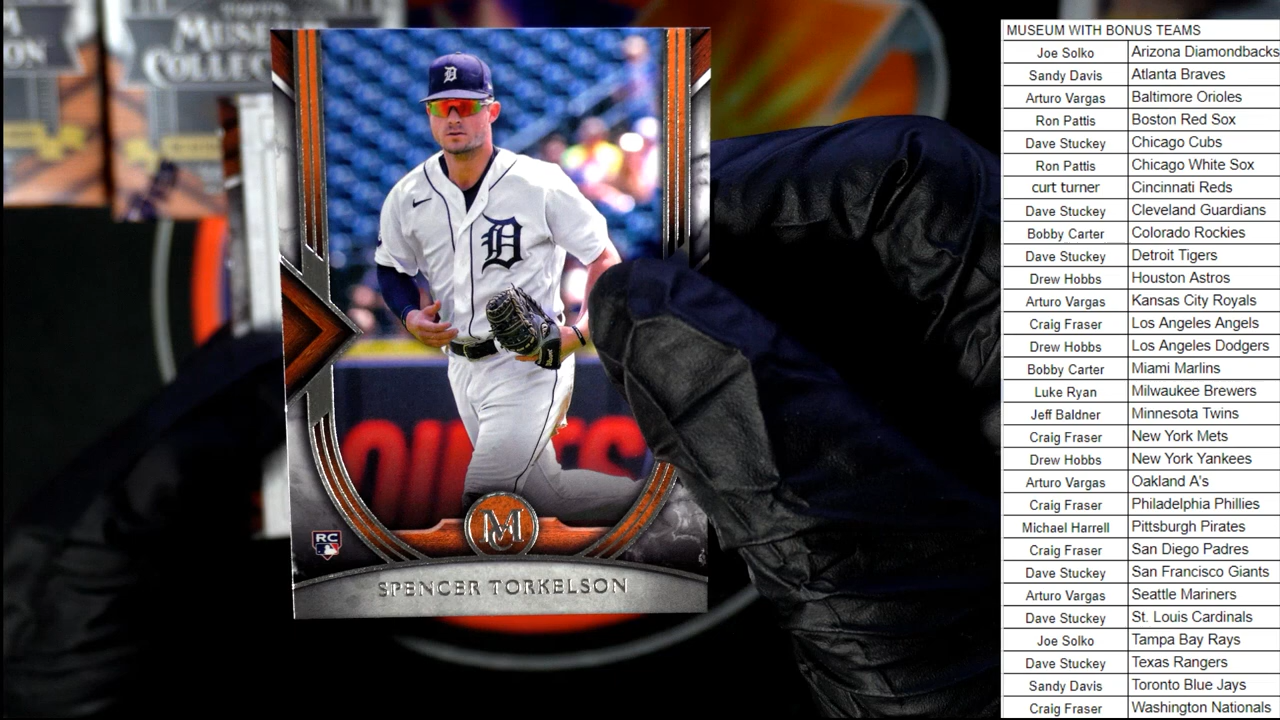 MUSEUM
COLLEC
D
D
RC
M
SPENCER TORKELSON
MUSEUM WITH BONUS TEAMS
Joe Solko Arizona Diamondbacks
Sandy Davis Atlanta Braves
Arturo Vargas Baltimore Orioles
Ron Pattis Boston Red Sox
Dave Stuckey Chicago Cubs
Ron Pattis Chicago White Sox
curt turner Cincinnati Reds
Dave Stuckey Cleveland Guardians
Bobby Carter Colorado Rockies
Dave Stuckey Detroit Tigers
Drew Hobbs Houston Astros
Arturo Vargas Kansas City Royals
Craig Fraser Los Angeles Angels
Drew Hobbs Los Angeles Dodgers
Bobby Carter Miami Marlins
Luke Ryan Milwaukee Brewers
Jeff Baldner Minnesota Twins
Craig Fraser New York Mets
Drew Hobbs New York Yankees
Arturo Vargas Oakland A's
Craig Fraser Philadelphia Phillies
Michael Harrell Pittsburgh Pirates
Craig Fraser San Diego Padres
Dave Stuckey San Francisco Giants
Arturo Vargas Seattle Mariners
Dave Stuckey St. Louis Cardinals
Joe Solko Tampa Bay Rays
Dave Stuckey Texas Rangers
Sandy Davis Toronto Blue Jays
Craig Fraser Washington Nationals